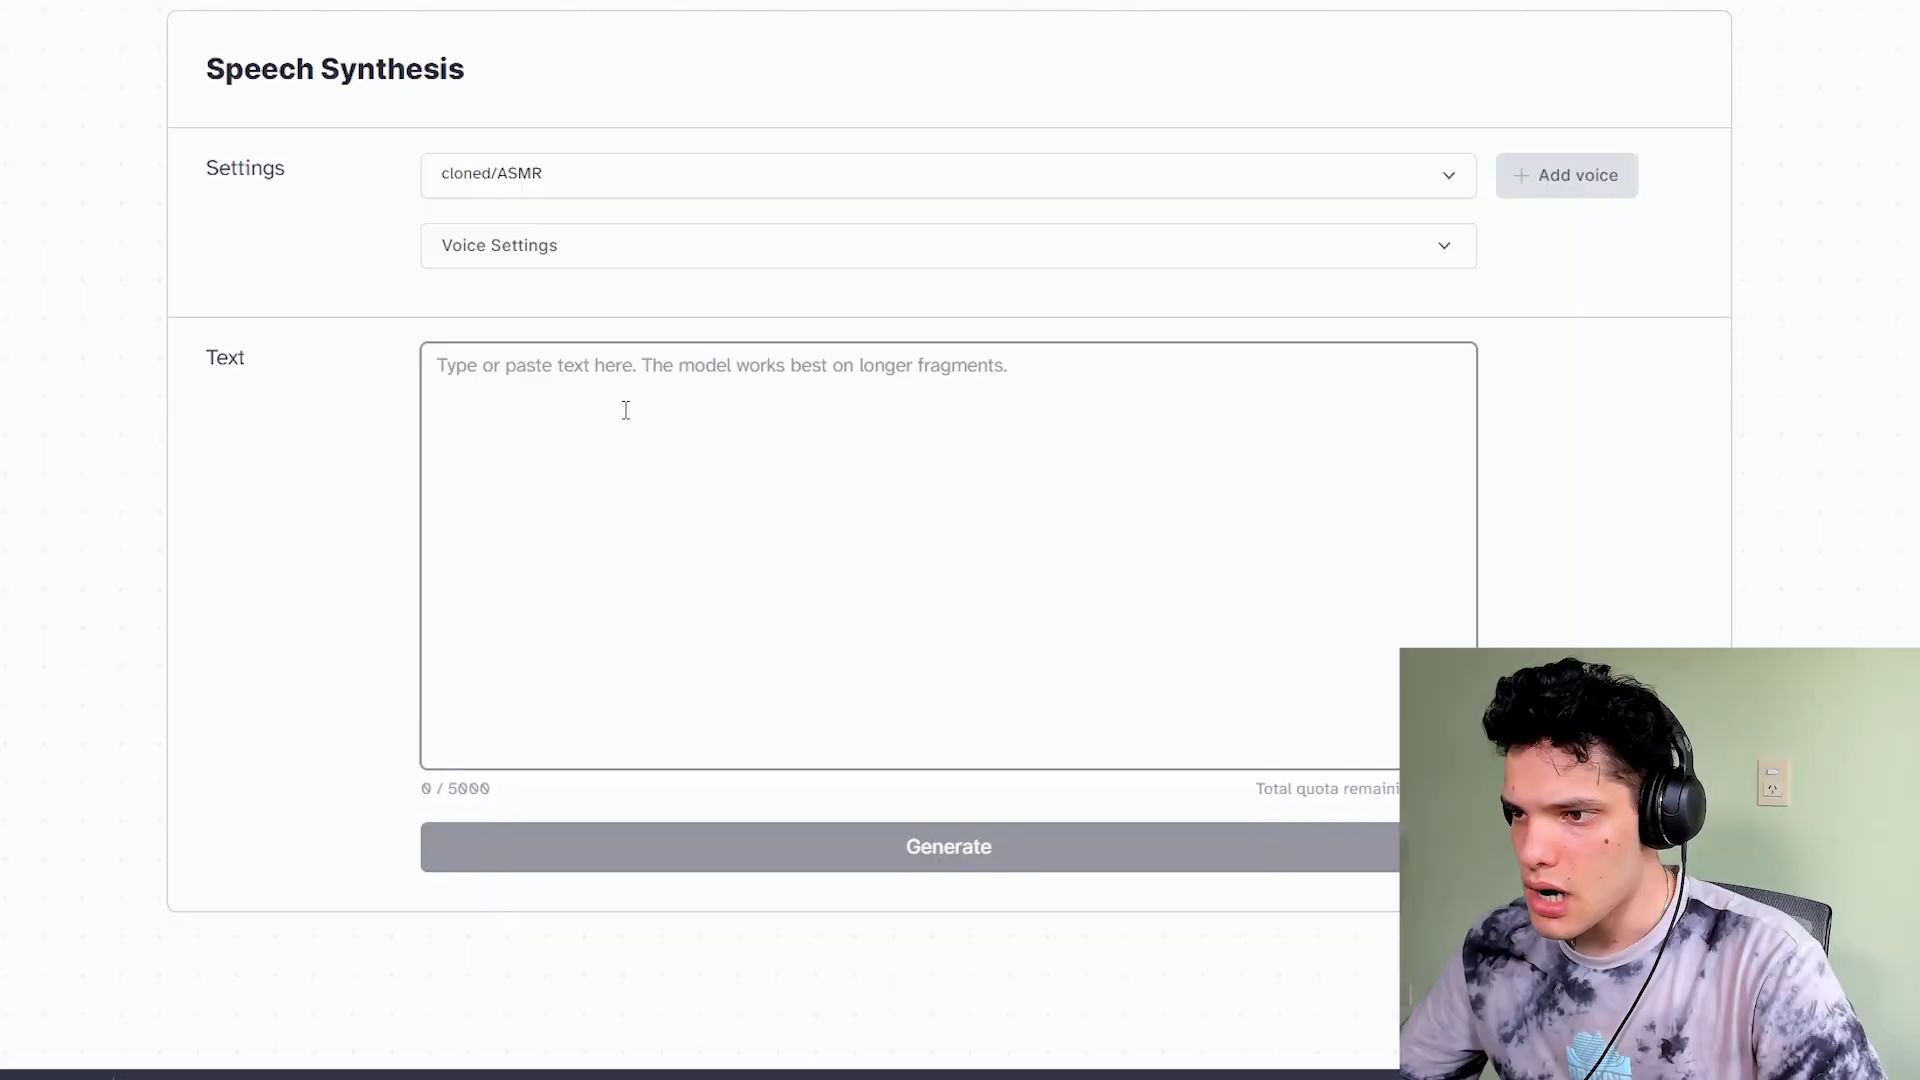 Speech Synthesis
Settings
cloned/ASMR
+ Add voice
Voice Settings
Text
Type or paste text here. The model works best on longer fragments.
0 / 5000
Total quota remaini
Generate